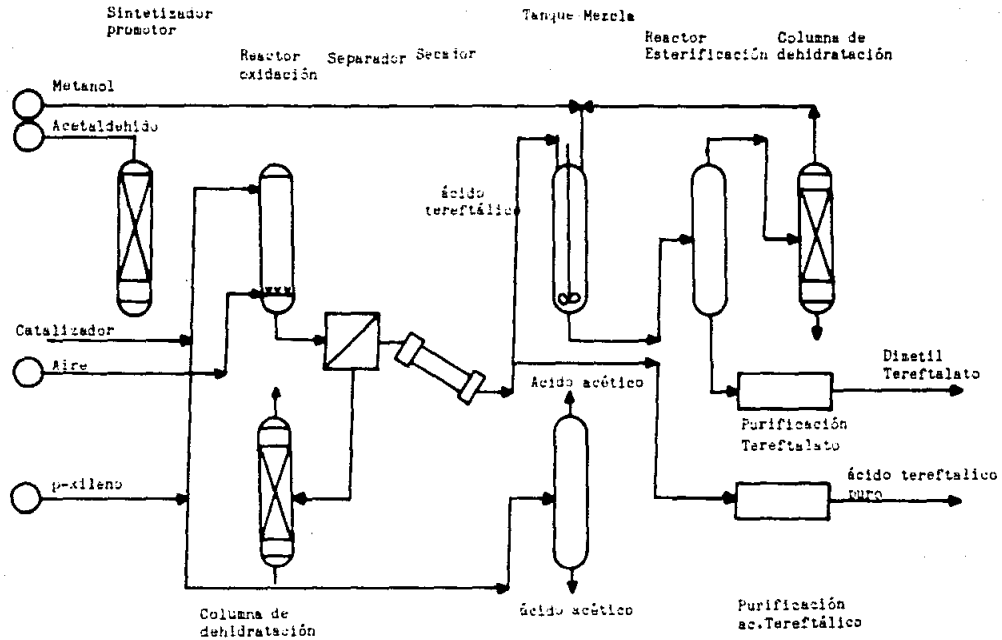 Sintetizador
promotor
Reactor
oxidación
Separador
Secador
Tanque Mezcla
Reactor
Esterificación
Columna de
dehidratación
Metanol
Acetaldehido
ácido
tereftálico
Catalizador
Aire
Acido acético
Dimetil
Tereftalato
Purificación
Tereftalato
p-xileno
ácido tereftalico
puro
Columna de
dehidratación
ácido acético
Purificación
ac.Tereftálico